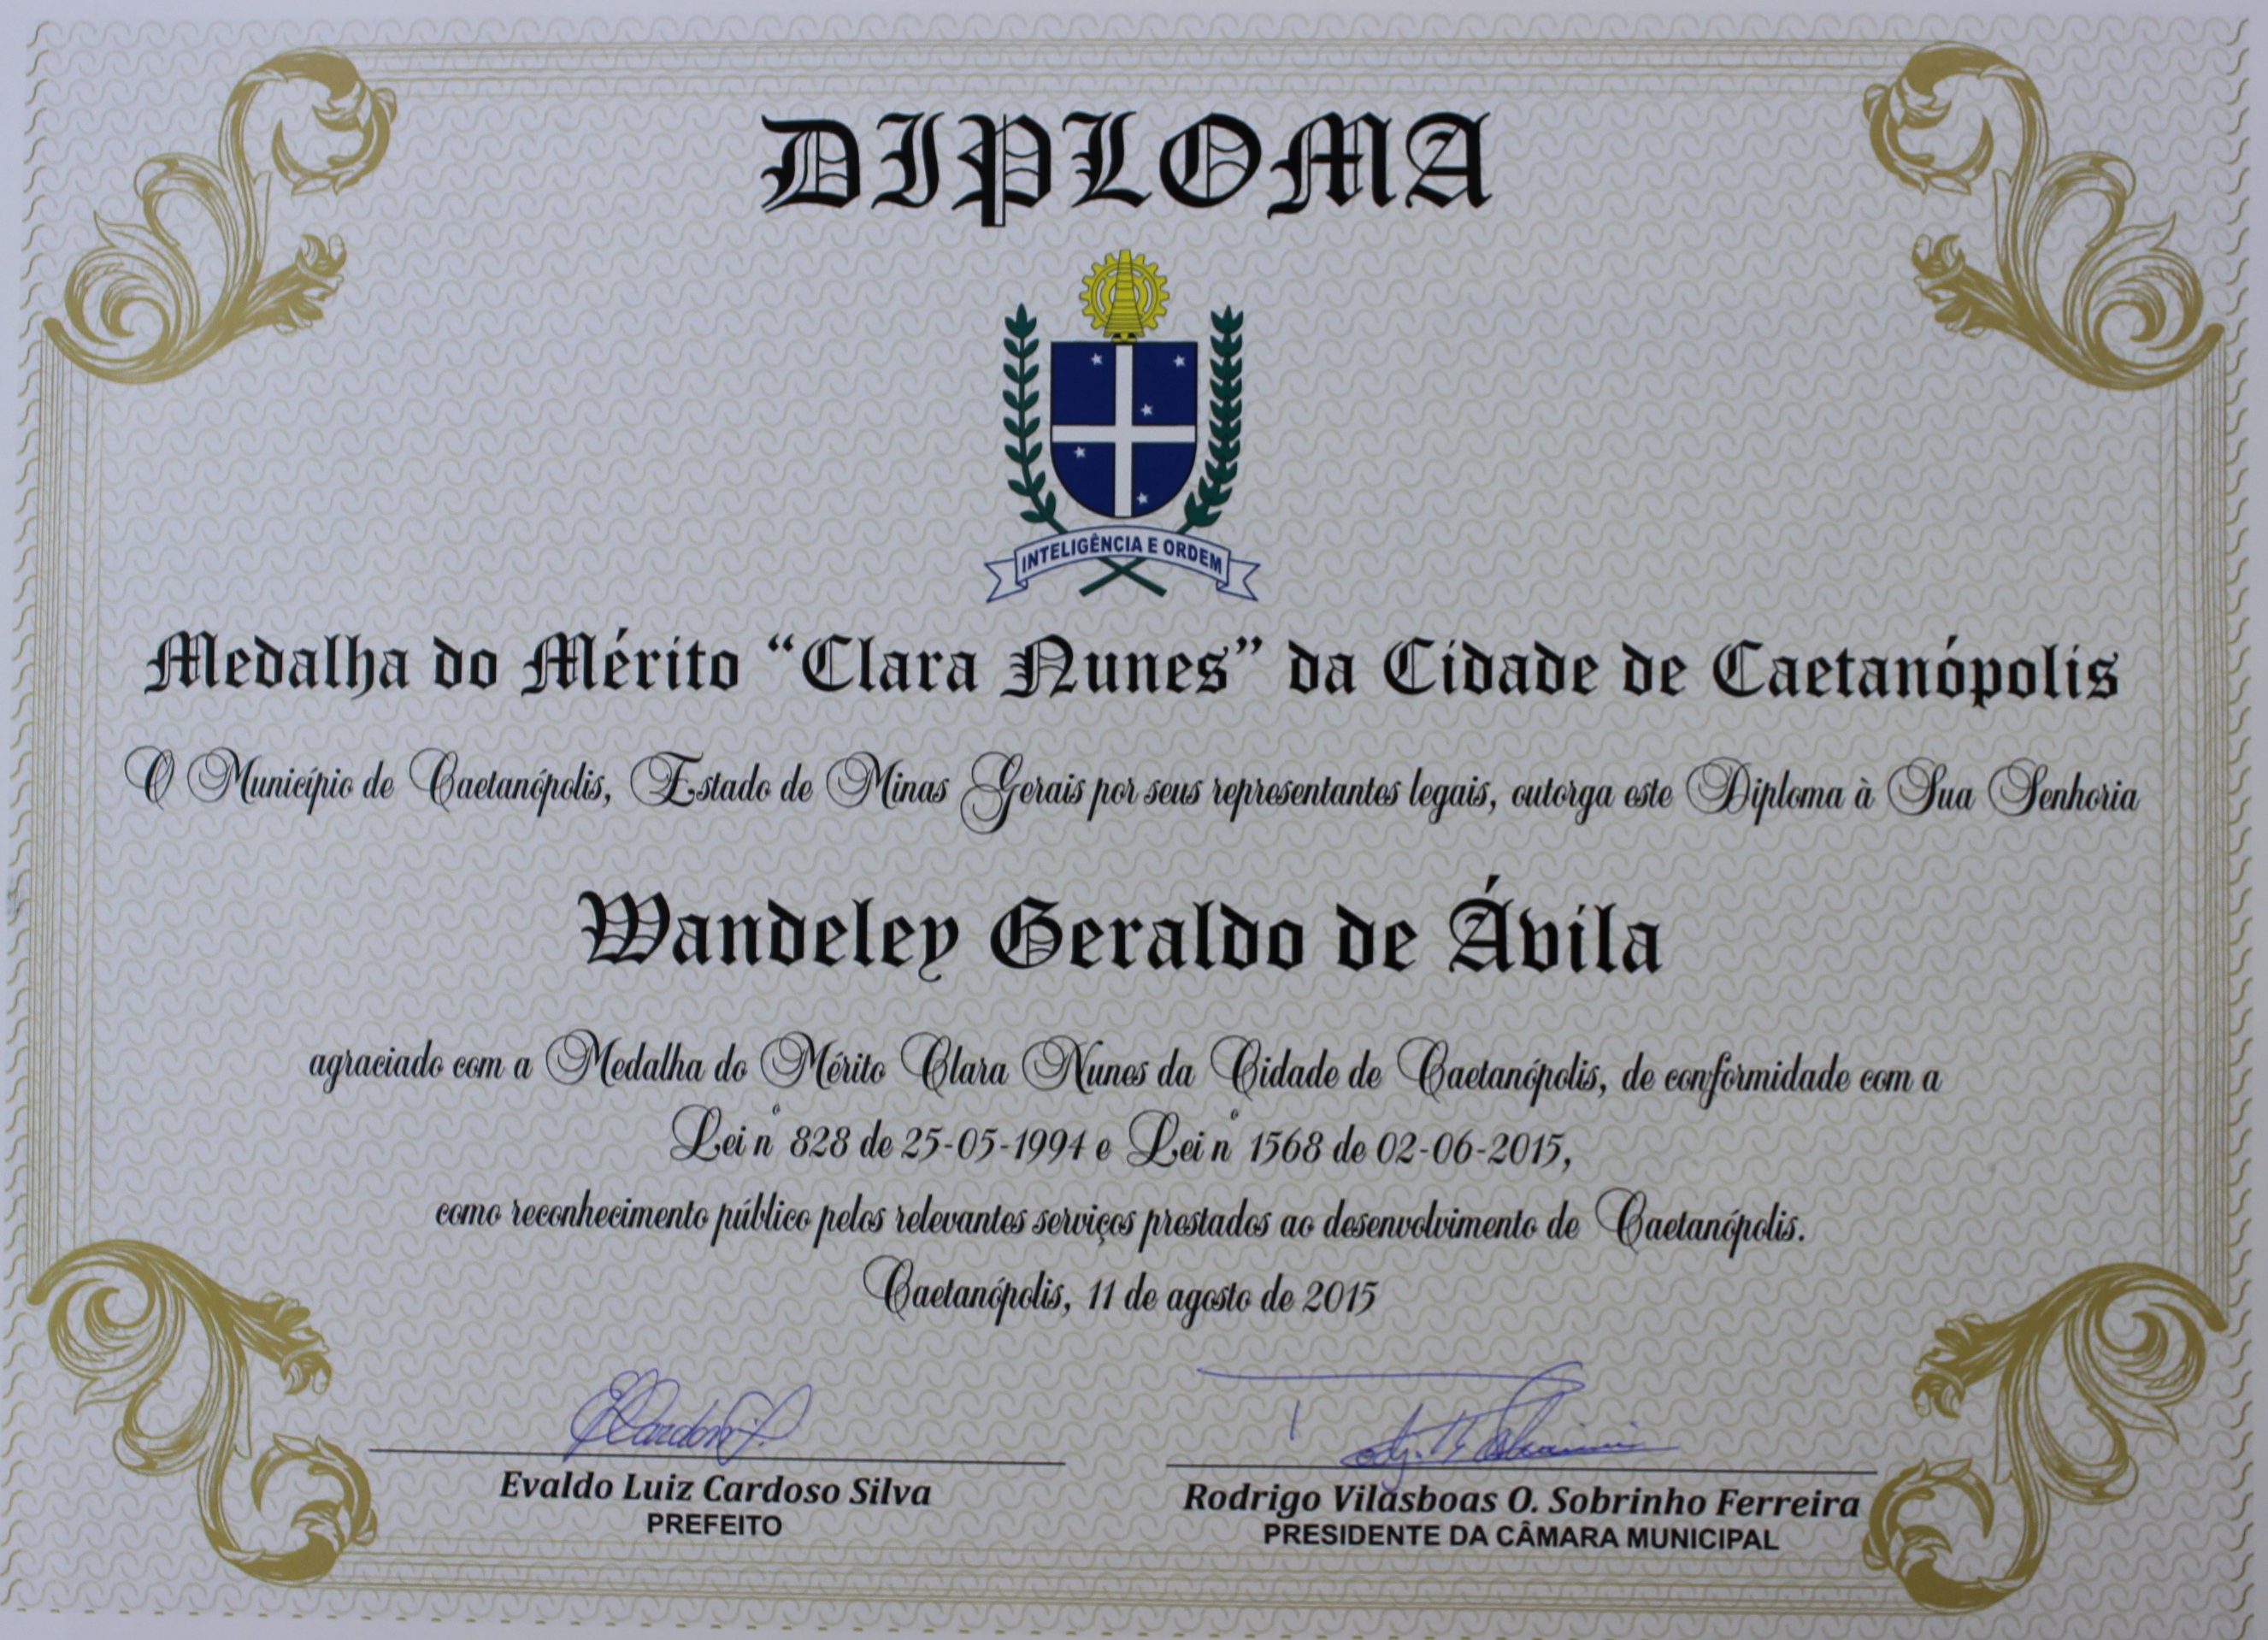 DIPLOMA
INTELIGÊNCIA E ORDEM
Medalha do Mérito “Clara Nunes” da Cidade de Caetanópolis
O Município de Caetanópolis, Estado de Minas Gerais por seus representantes legais, outorga este Diploma à Sua Senhoria
Wandeley Geraldo de Ávila
agraciado com a Medalha do Mérito Clara Nunes da Cidade de Caetanópolis, de conformidade com a
Lei nº 828 de 25-05-1994 e Lei nº 1568 de 02-06-2015,
como reconhecimento público pelos relevantes serviços prestados ao desenvolvimento de Caetanópolis.
Caetanópolis, 11 de agosto de 2015
Evaldo Luiz Cardoso Silva
PREFEITO
Rodrigo Vilasboas O. Sobrinho Ferreira
PRESIDENTE DA CÂMARA MUNICIPAL